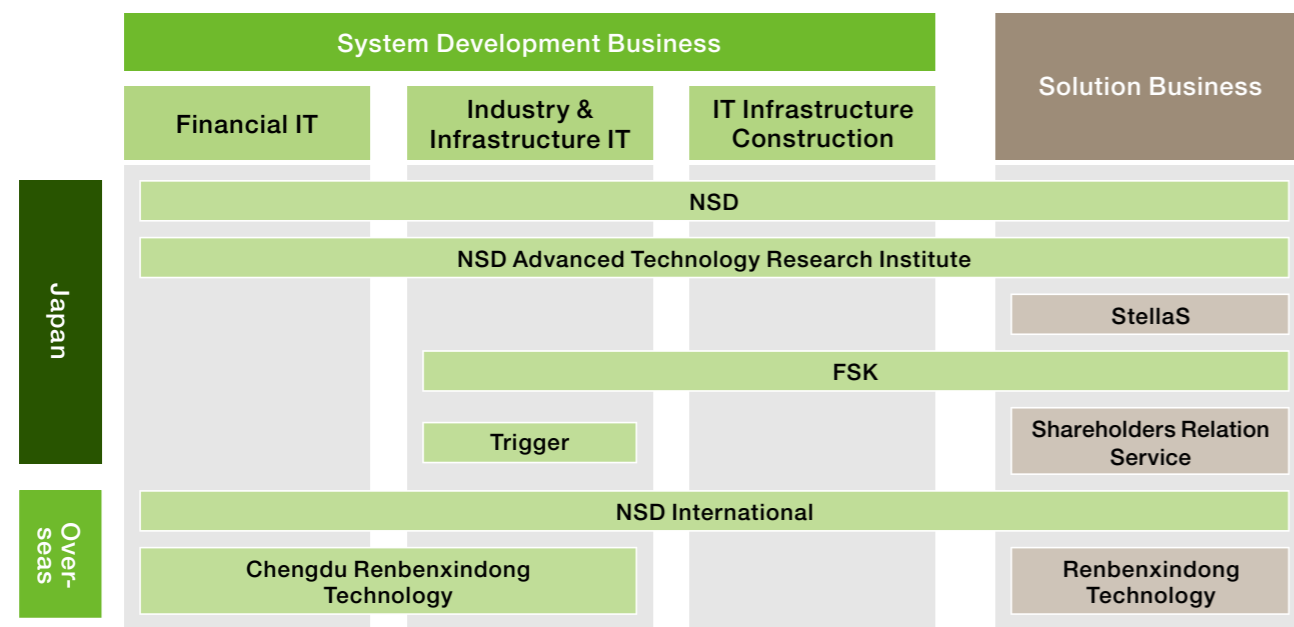 System Development Business
Solution Business
Financial IT
Industry &
Infrastructure IT
IT Infrastructure
Construction
Japan
NSD
NSD Advanced Technology Research Institute
StellaS
FSK
Trigger
Shareholders Relation
Service
Over-
seas
NSD International
Chengdu Renbenxindong
Technology
Renbenxindong
Technology